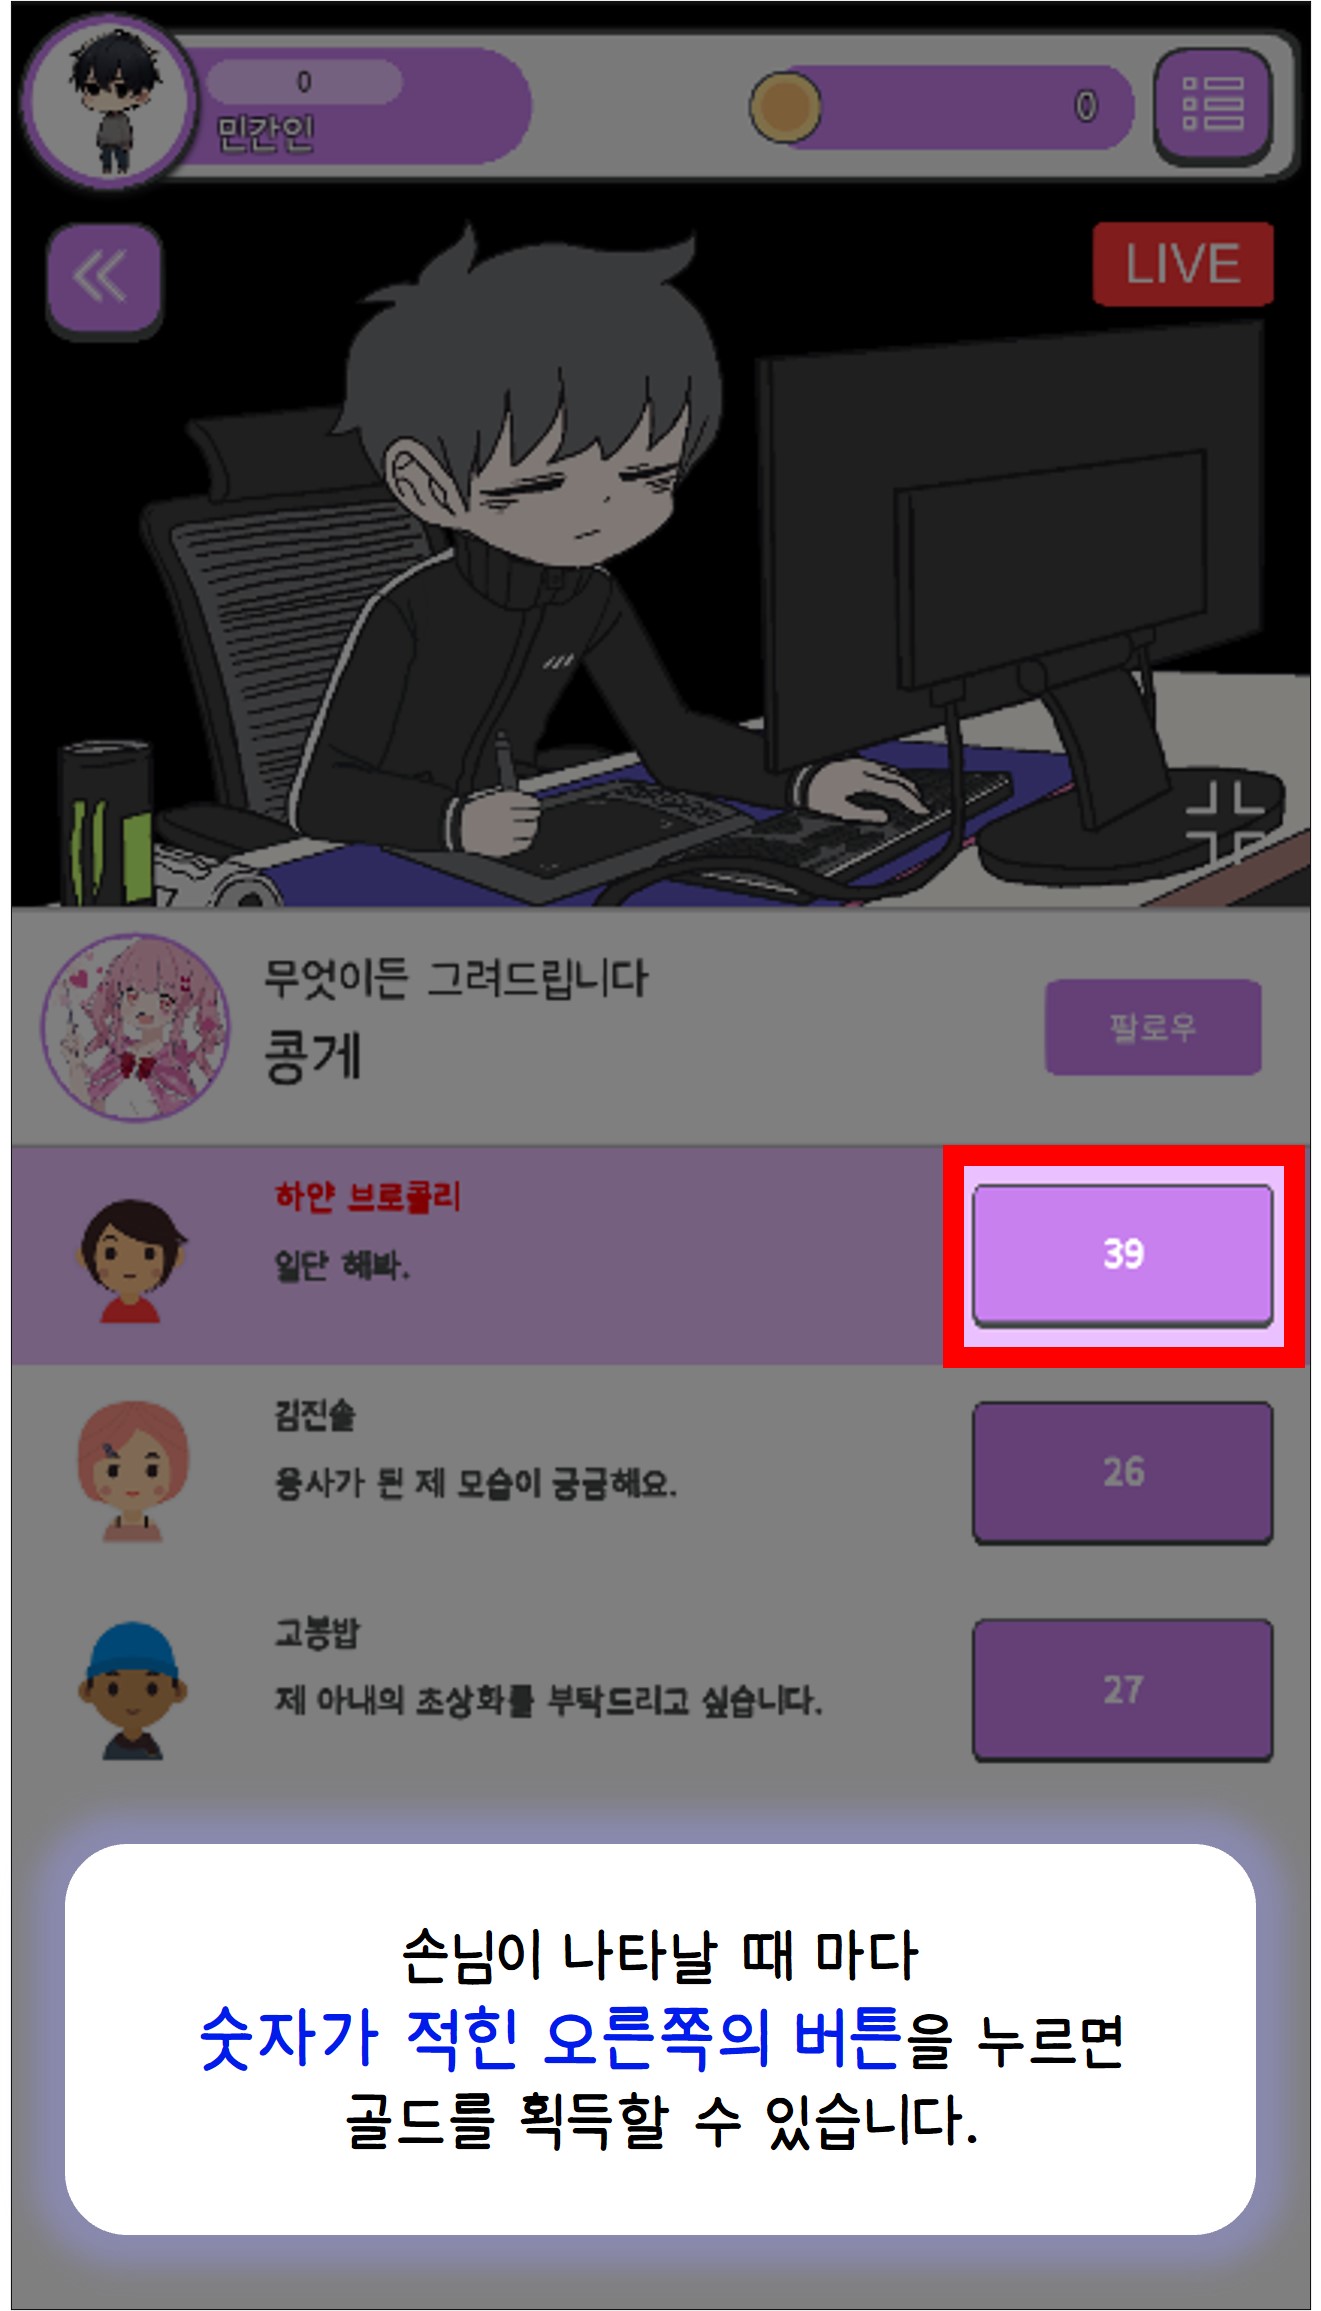 0
민간인
0
LIVE
무엇이든 그려드립니다
콩게
팔로우
하얀 브로콜리
일단 해봐.
39
김진솔
용사가 된 제 모습이 궁금해요.
26
고봉밥
제 아내의 초상화를 부탁드리고 싶습니다.
27
손님이 나타날 때 마다
숫자가 적힌 오른쪽의 버튼을 누르면
골드를 획득할 수 있습니다.